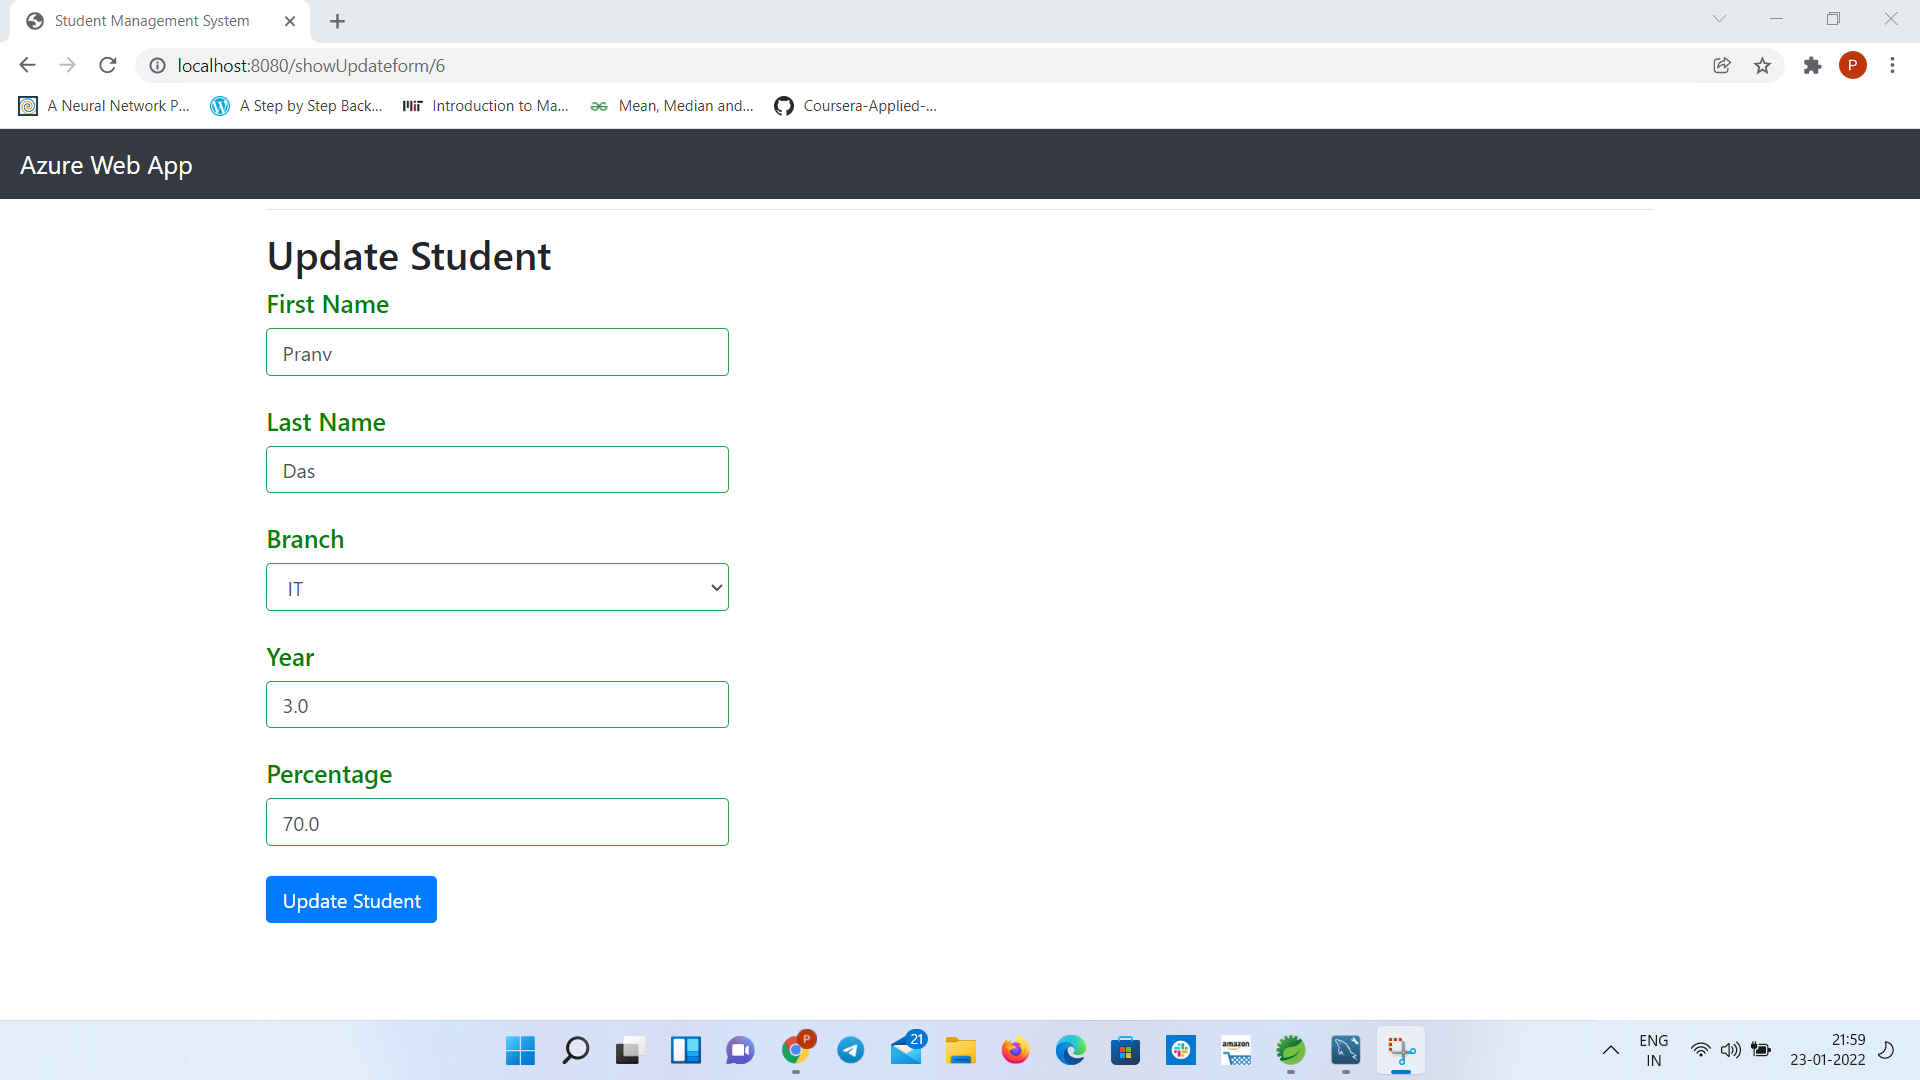 Student Management System
localhost:8080/showUpdateform/6
P
A Neural Network P...
A Step by Step Back...
Introduction to Ma...
Mean, Median and...
Coursera-Applied-...
Azure Web App
Update Student
First Name
Pranv
Last Name
Das
Branch
IT
Year
3.0
Percentage
70.0
Update Student
P
21
amazon
ENG
IN
21:59
23-01-2022